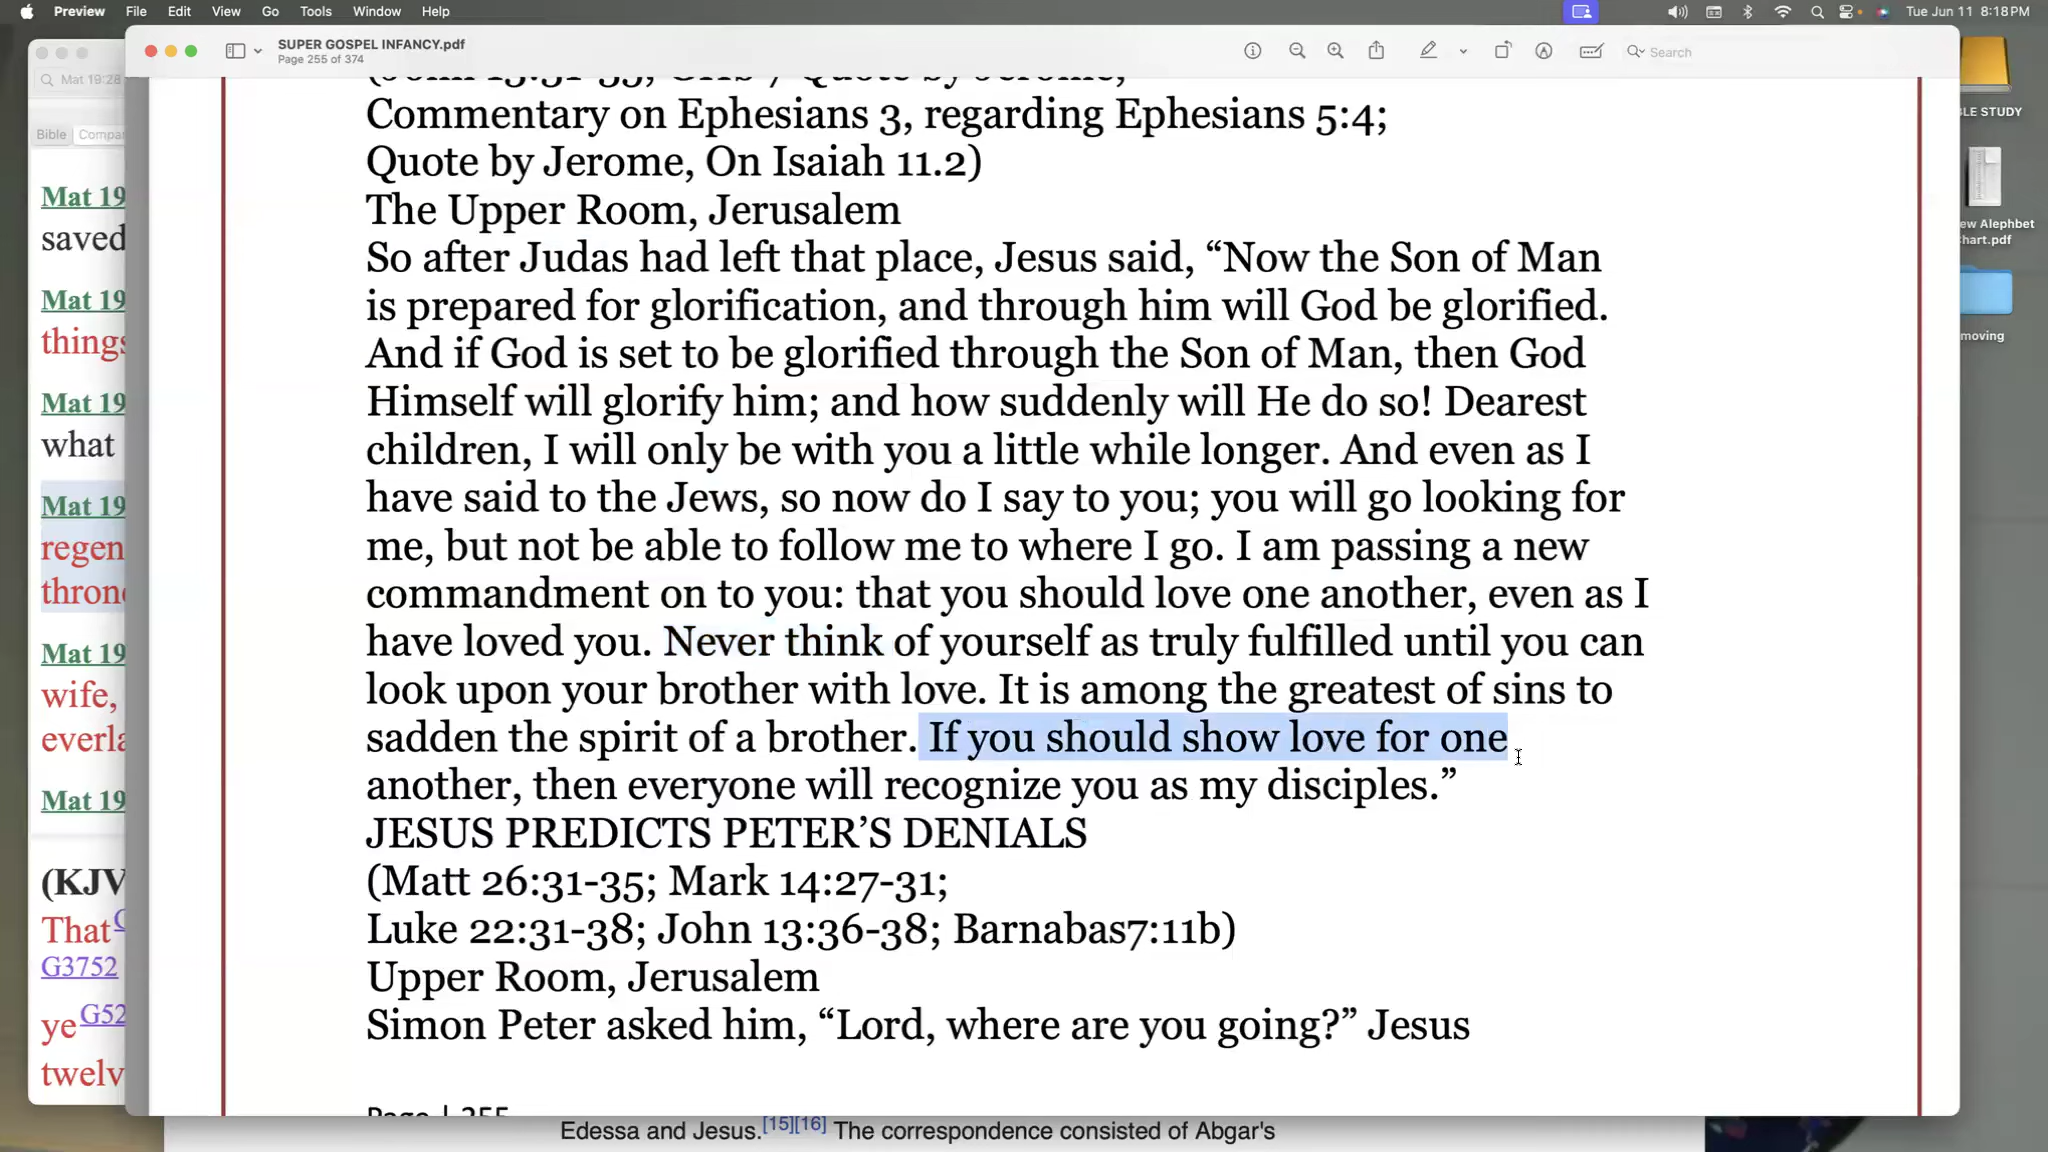 Preview File Edit View Go Tools Window Help
Tue Jun 11 8:18 PM
SUPER GOSPEL INFANCY.pdf
Page 255 of 374
Search
Mat 19:28
Bible
Mat 19
saved
Mat 19
things
Mat 19
what
Mat 19
regen
Mat 19
wife,
Mat 19
(KJV
That
G3752
ye G52
twelv
Commentary on Ephesians 3, regarding Ephesians 5:4;
Quote by Jerome, On Isaiah 11.2)
The Upper Room, Jerusalem
So after Judas had left that place, Jesus said, “Now the Son of Man
is prepared for glorification, and through him will God be glorified.
And if God is set to be glorified through the Son of Man, then God
Himself will glorify him; and how suddenly will He do so! Dearest
children, I will only be with you a little while longer. And even as I
have said to the Jews, so now do I say to you; you will go looking for
me, but not be able to follow me to where I go. I am passing a new
commandment on to you: that you should love one another, even as I
have loved you. Never think of yourself as truly fulfilled until you can
look upon your brother with love. It is among the greatest of sins to
sadden the spirit of a brother. If you should show love for one
another, then everyone will recognize you as my disciples.”
JESUS PREDICTS PETER’S DENIALS
(Matt 26:31-35; Mark 14:27-31;
Luke 22:31-38; John 13:36-38; Barnabas7:11b)
Upper Room, Jerusalem
Simon Peter asked him, “Lord, where are you going?” Jesus
Page | 255
Edessa and Jesus.[15][16] The correspondence consisted of Abgar's
BLE STUDY
ew Alephbet
hart.pdf
moving